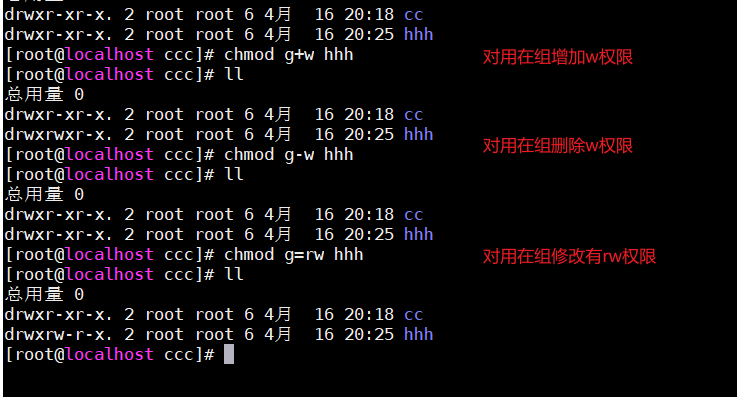 drwxr-xr-x. 2 root root 6 4月  16 20:18 cc
drwxr-xr-x. 2 root root 6 4月  16 20:25 hhh
[root@localhost ccc]# chmod g+w hhh 对用在组增加w权限
[root@localhost ccc]# ll
总用量 0
drwxr-xr-x. 2 root root 6 4月  16 20:18 cc
drwxrwxr-x. 2 root root 6 4月  16 20:25 hhh 对用在组删除w权限
[root@localhost ccc]# chmod g-w hhh
[root@localhost ccc]# ll
总用量 0
drwxr-xr-x. 2 root root 6 4月  16 20:18 cc
drwxr-xr-x. 2 root root 6 4月  16 20:25 hhh
[root@localhost ccc]# chmod g=rw hhh 对用在组修改有rw权限
[root@localhost ccc]# ll
总用量 0
drwxr-xr-x. 2 root root 6 4月  16 20:18 cc
drwxrw-r-x. 2 root root 6 4月  16 20:25 hhh
[root@localhost ccc]#